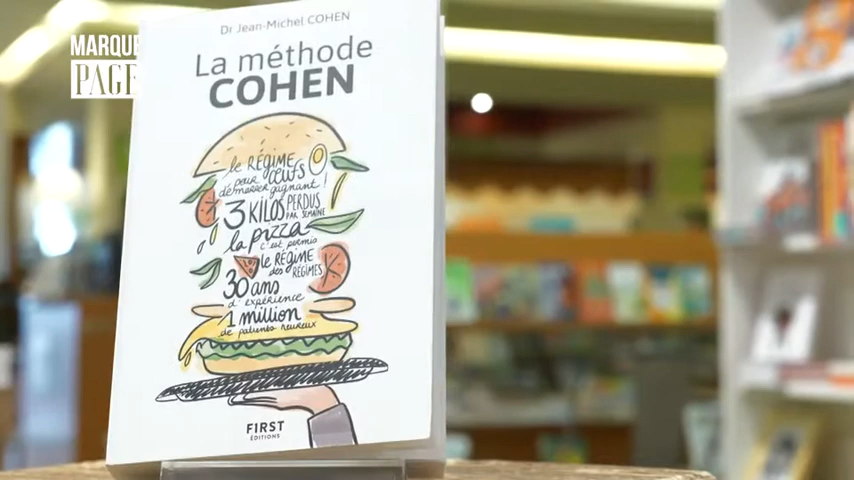 MARQUE
PAGE
Dr Jean-Michel COHEN
La méthode
COHEN
le RÉGIME
pour ŒUFS
démarrer gagnant !
3 KILOS PERDUS
PAR SEMAINE
la pizza
c'est permis
le RÉGIME
des RÉGIMES
30 ans
d'expérience
1 million
de patients heureux
FIRST
ÉDITIONS